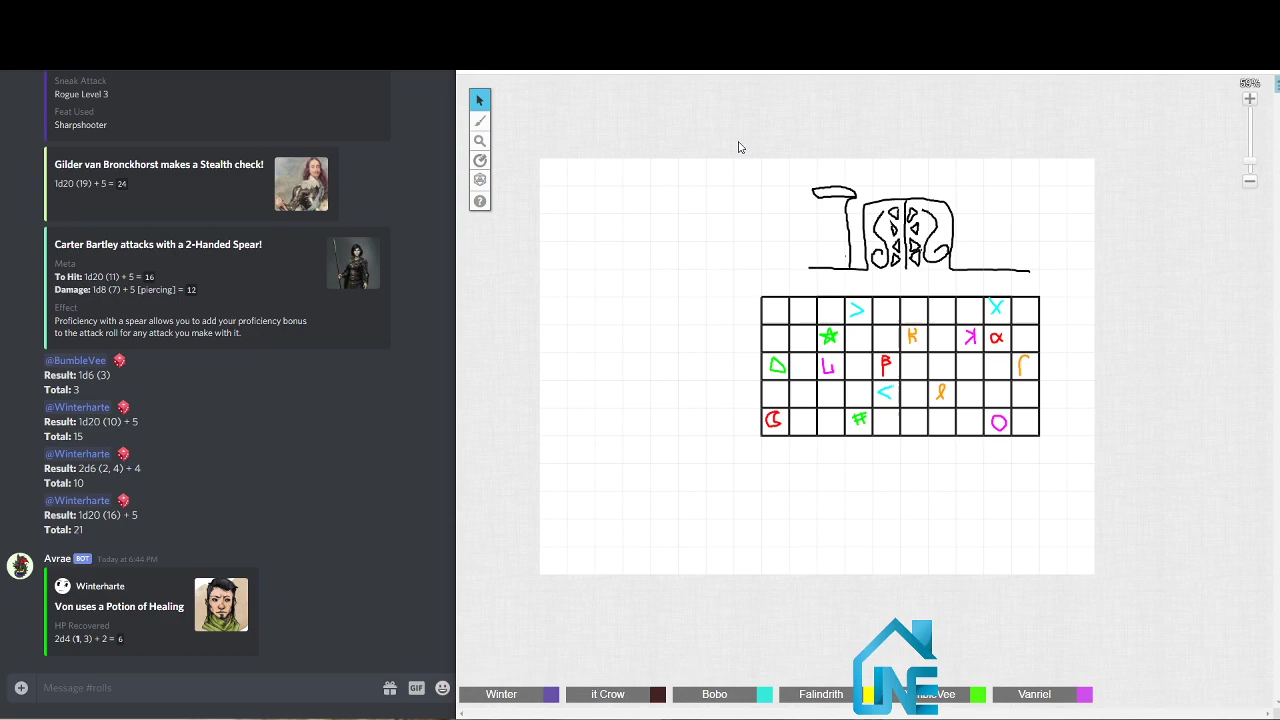 Sneak Attack
Rogue Level 3
Feat Used
Sharpshooter
Gilder van Bronckhorst makes a Stealth check!
1d20 (19) + 5 = 24
Carter Bartley attacks with a 2-Handed Spear!
Meta
To Hit: 1d20 (11) + 5 = 16
Damage: 1d8 (7) + 5 [piercing] = 12
Effect
Proficiency with a spear allows you to add your proficiency bonus
to the attack roll for any attack you make with it.
@BumbleVee
Result: 1d6 (3)
Total: 3
@Winterharte
Result: 1d20 (10) + 5
Total: 15
@Winterharte
Result: 2d6 (2, 4) + 4
Total: 10
@Winterharte
Result: 1d20 (16) + 5
Total: 21
Avrae BOT Today at 6:44 PM
Winterharte
Von uses a Potion of Healing
HP Recovered
2d4 (1, 3) + 2 = 6
Message #rolls
GIF
59%
> X
K α
β
<
#
UNE
Winter it Crow Bobo Falindrith Vanriel